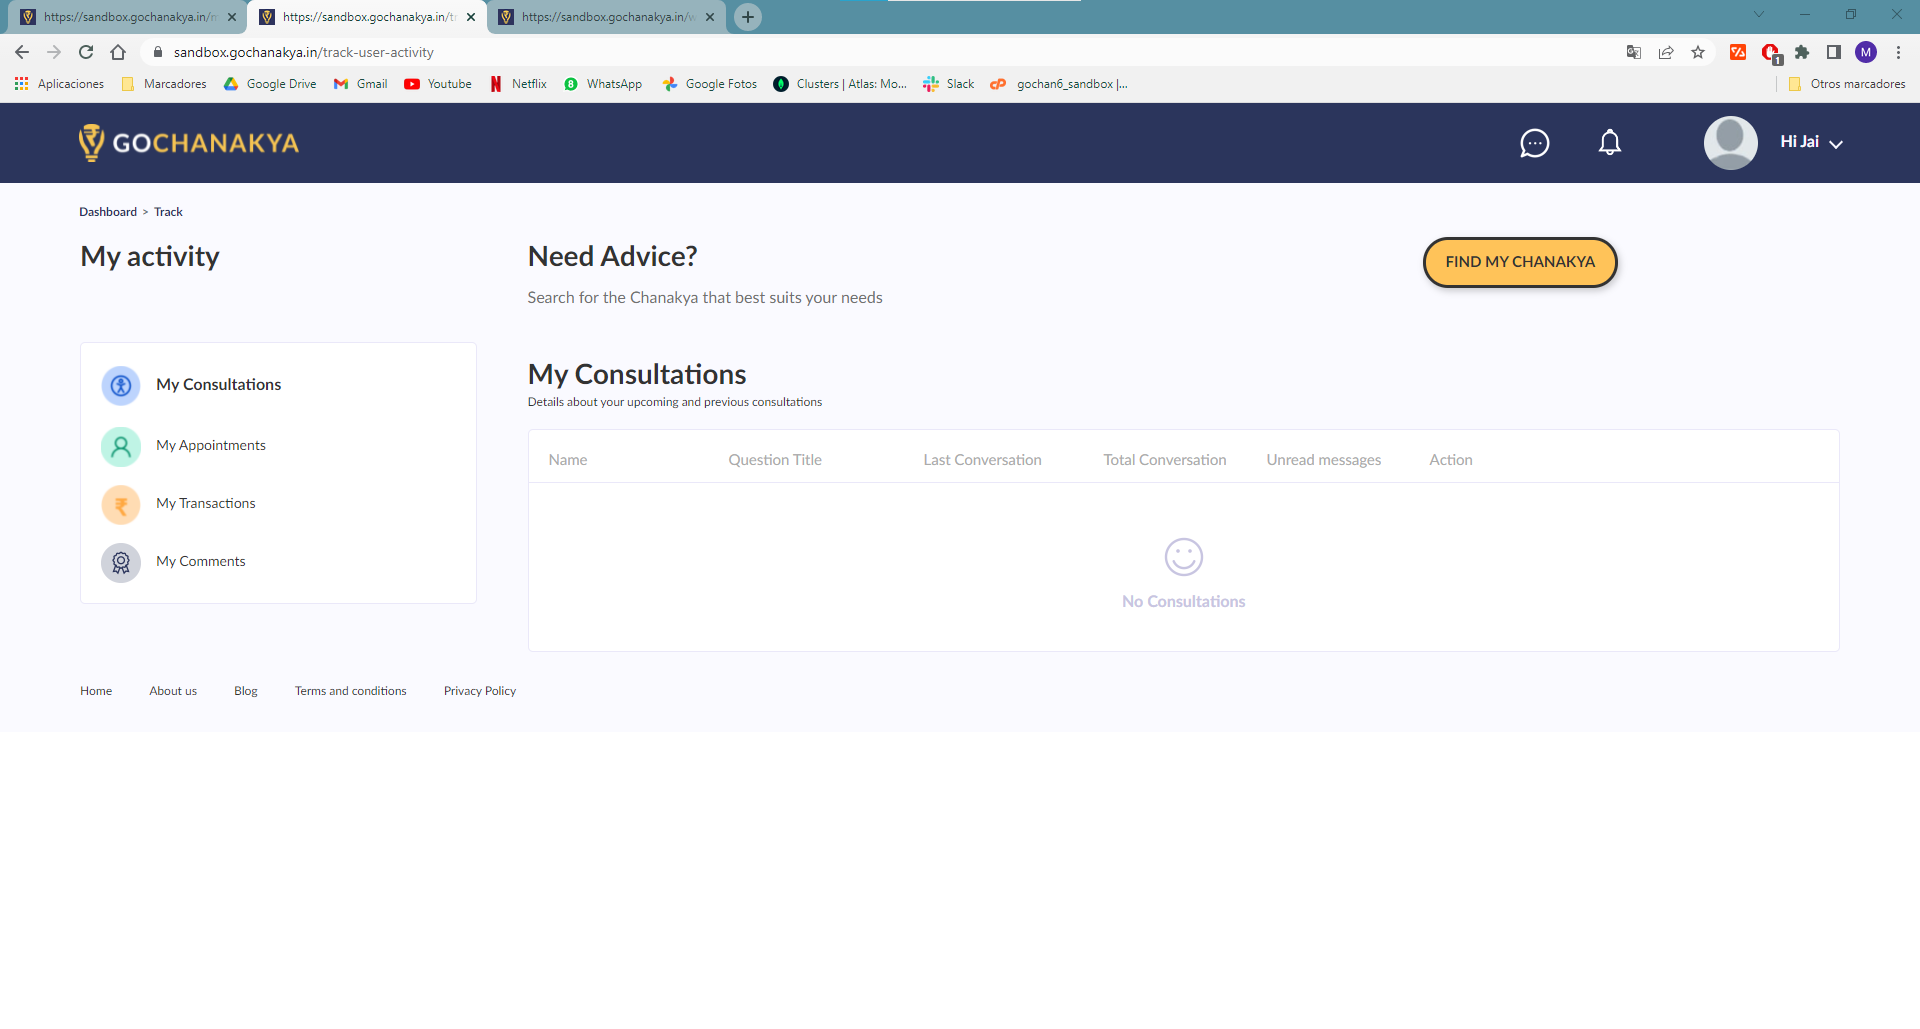 https://sandbox.gochanakya.in/
https://sandbox.gochanakya.in/tr
https://sandbox.gochanakya.in/
sandbox.gochanakya.in/track-user-activity
1
M
Aplicaciones
Marcadores
Google Drive
Gmail
Youtube
Netflix
8
WhatsApp
Google Fotos
Clusters | Atlas: Mo...
Slack
cP
gochan6_sandbox |...
Otros marcadores
GOCHANAKYA
Hi Jai
Dashboard > Track
My activity
Need Advice?
FIND MY CHANAKYA
Search for the Chanakya that best suits your needs
My Consultations
My Appointments
₹
My Transactions
My Comments
My Consultations
Details about your upcoming and previous consultations
Name Question Title Last Conversation Total Conversation Unread messages Action
No Consultations
Home About us Blog Terms and conditions Privacy Policy